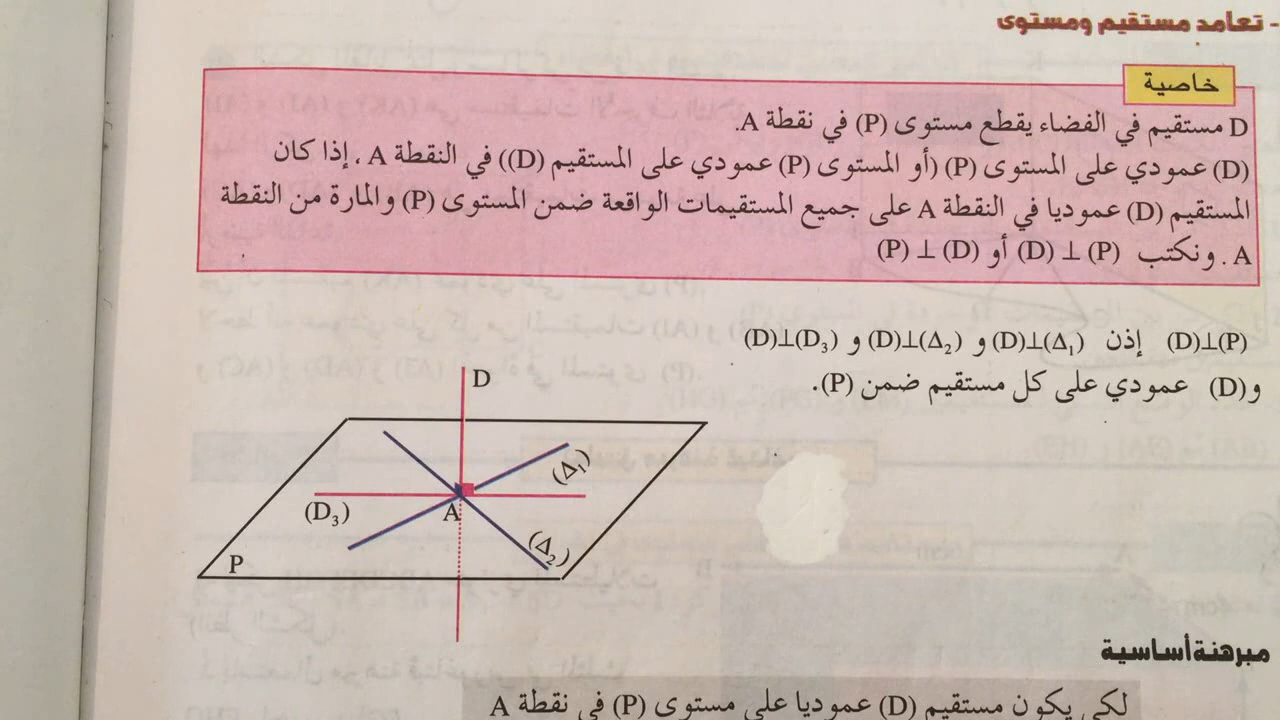 - تعامد مستقيم ومستوى
خاصية
D مستقيم في الفضاء يقطع مستوى (P) في نقطة A.
(D) عمودي على المستوى (P) (أو المستوى (P) عمودي على المستقيم (D)) في النقطة A ، إذا كان
المستقيم (D) عموديا في النقطة A على جميع المستقيمات الواقعة ضمن المستوى (P) والمارة من النقطة
A . ونكتب (D) ⊥ (P) أو (P) ⊥ (D)
(D)⊥(P) إذن (D)⊥(Δ₁) و (D)⊥(Δ₂) و (D)⊥(D₃)
و(D) عمودي على كل مستقيم ضمن (P).
D
(Δ₁)
(D₃)
A
(Δ₂)
P
مبرهنة أساسية
لكي يكون مستقيم (D) عموديا على مستوى (P) في نقطة A